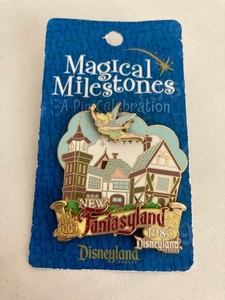 Magical
Milestones
A Pin Celebration
NEW
Fantasyland
1983
Disneyland
Disneyland